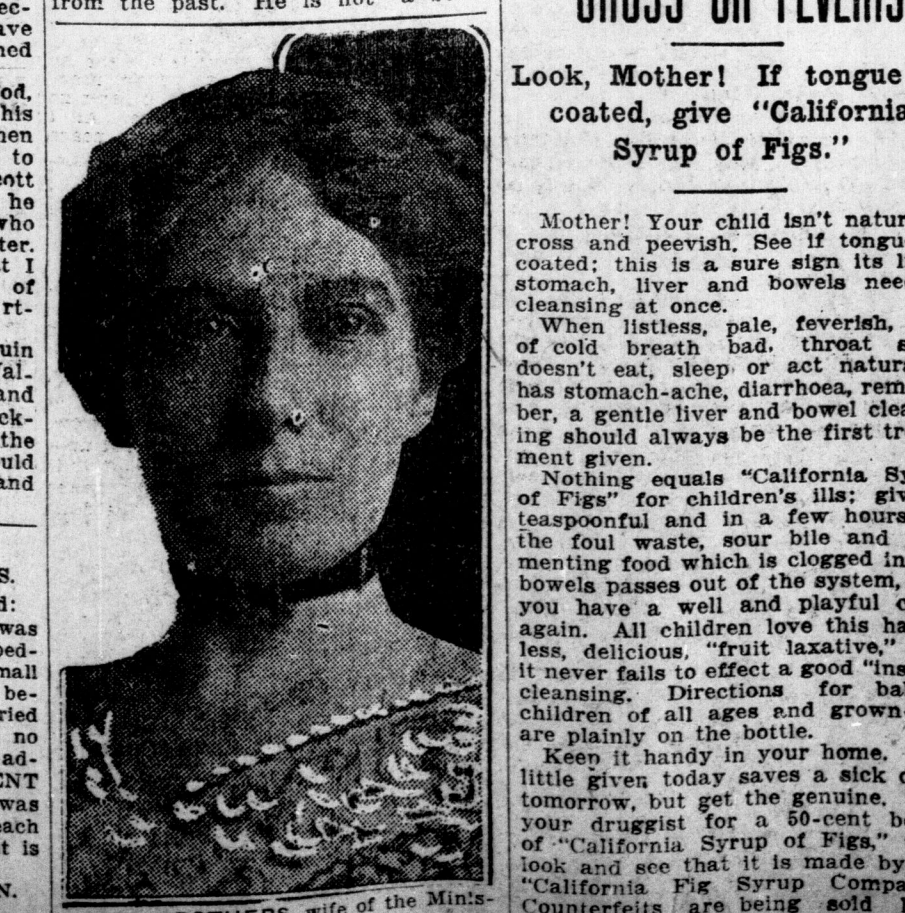 from the past. He is not
ave
ned
od,
his
hen
to
cott
he
who
ter.
t I
of
rt-
uin
Val-
and
ck-
the
uld
and
S.
d:
was
bed-
mall
be-
ried
no
ad-
ENT
was
each
t is
N.
wife of the Minis-
CROSS OR FEVERIS
Look, Mother! If tongue
coated, give "California
Syrup of Figs."
Mother! Your child isn't natur
cross and peevish. See if tongu
coated; this is a sure sign its li
stomach, liver and bowels nee
cleansing at once.
When listless, pale, feverish,
of cold breath bad, throat s
doesn't eat, sleep or act natura
has stomach-ache, diarrhoea, rem
ber, a gentle liver and bowel clea
ing should always be the first tr
ment given.
Nothing equals "California Sy
of Figs" for children's ills; giv
teaspoonful and in a few hours
the foul waste, sour bile and
menting food which is clogged in
bowels passes out of the system,
you have a well and playful c
again. All children love this ha
less, delicious, "fruit laxative,"
it never fails to effect a good "ins
cleansing. Directions for ba
children of all ages and grown-
are plainly on the bottle.
Keep it handy in your home.
little given today saves a sick c
tomorrow, but get the genuine.
your druggist for a 50-cent b
of "California Syrup of Figs,"
look and see that it is made by
"California Fig Syrup Compa
Counterfeits are being sold